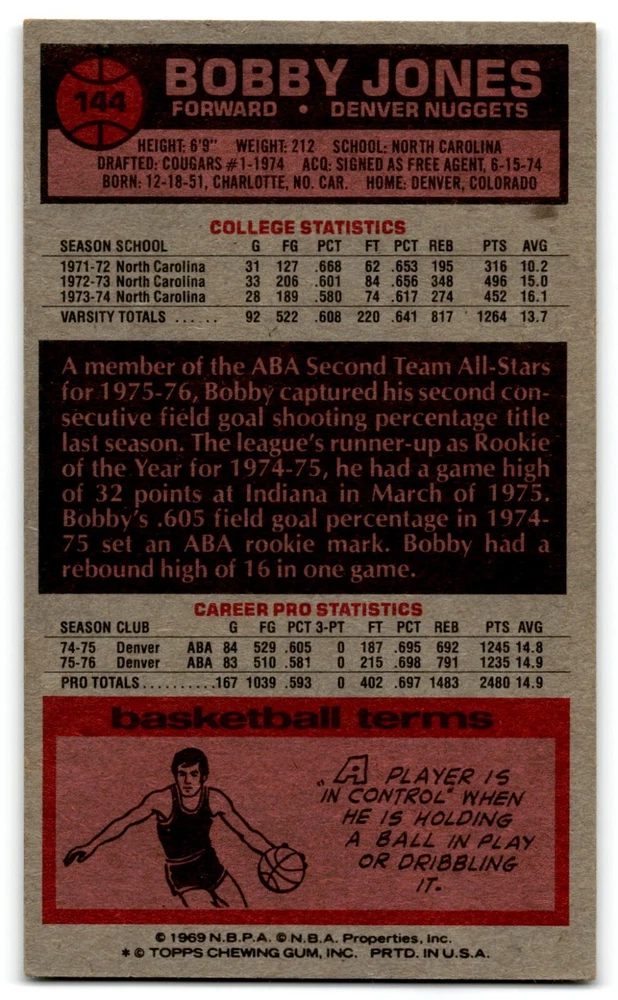 144
BOBBY JONES
FORWARD • DENVER NUGGETS
HEIGHT: 6'9" WEIGHT: 212 SCHOOL: NORTH CAROLINA
DRAFTED: COUGARS #1-1974 ACQ: SIGNED AS FREE AGENT, 6-15-74
BORN: 12-18-51, CHARLOTTE, NO. CAR. HOME: DENVER, COLORADO
COLLEGE STATISTICS
SEASON SCHOOL G FG PCT FT PCT REB PTS AVG
1971-72 North Carolina 31 127 .668 62 .653 195 316 10.2
1972-73 North Carolina 33 206 .601 84 .656 348 496 15.0
1973-74 North Carolina 28 189 .580 74 .617 274 452 16.1
VARSITY TOTALS ...... 92 522 .608 220 .641 817 1264 13.7
A member of the ABA Second Team All-Stars
for 1975-76, Bobby captured his second con-
secutive field goal shooting percentage title
last season. The league's runner-up as Rookie
of the Year for 1974-75, he had a game high
of 32 points at Indiana in March of 1975.
Bobby's .605 field goal percentage in 1974-
75 set an ABA rookie mark. Bobby had a
rebound high of 16 in one game.
CAREER PRO STATISTICS
SEASON CLUB G FG PCT 3-PT FT PCT REB PTS AVG
74-75 Denver ABA 84 529 .605 0 187 .695 692 1245 14.8
75-76 Denver ABA 83 510 .581 0 215 .698 791 1235 14.9
PRO TOTALS..........167 1039 .593 0 402 .697 1483 2480 14.9
basketball terms
"A PLAYER IS
IN CONTROL" WHEN
HE IS HOLDING
A BALL IN PLAY
OR DRIBBLING
IT.
© 1969 N.B.P.A. © N.B.A. Properties, Inc.
* © TOPPS CHEWING GUM, INC. PRTD. IN U.S.A.